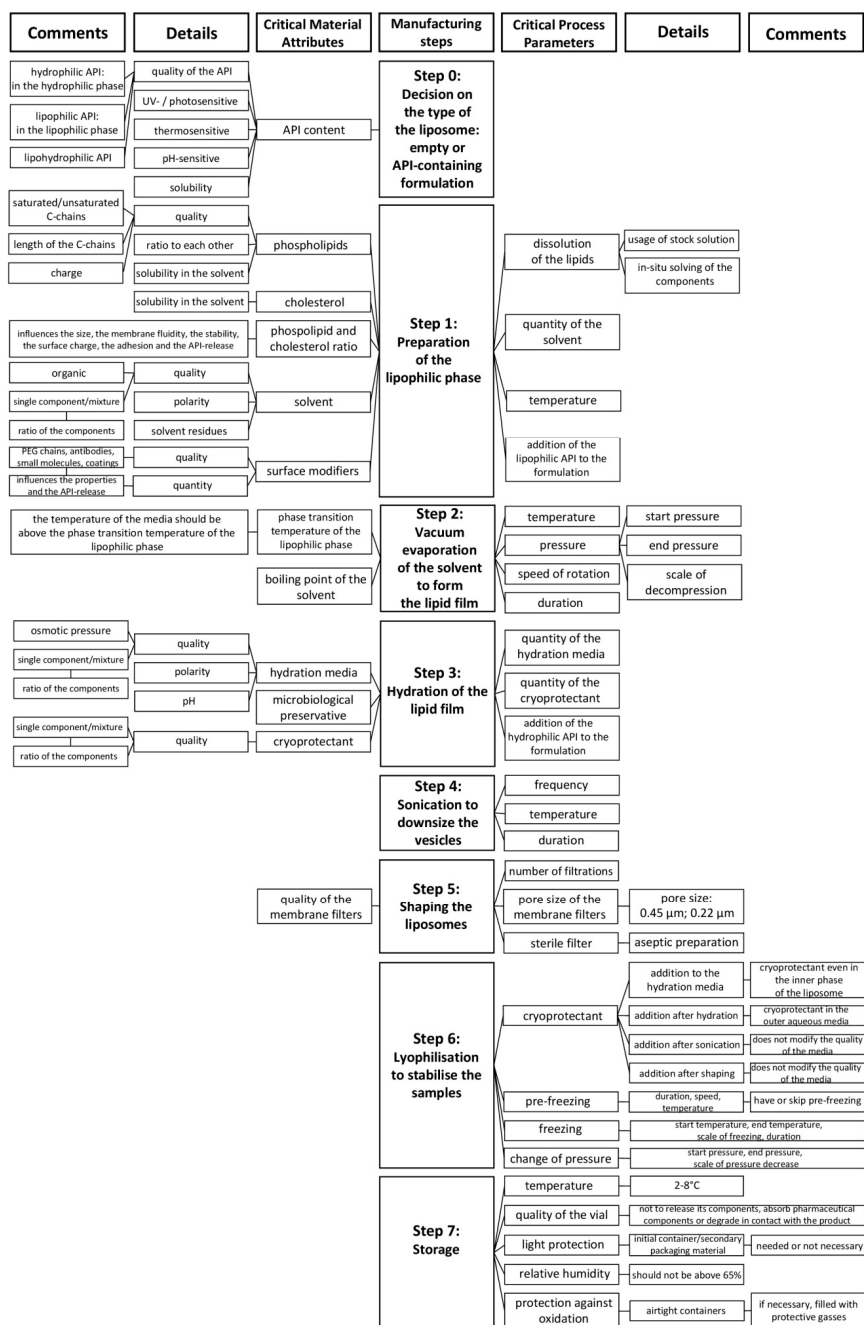 Comments
Details
Critical Material
Attributes
Manufacturing
steps
Critical Process
Parameters
Details
Comments
hydrophilic API:
in the hydrophilic phase
lipophilic API:
in the lipophilic phase
lipohydrophilic API
quality of the API
UV- / photosensitive
thermosensitive
pH-sensitive
solubility
API content
Step 0:
Decision on
the type of
the liposome:
empty or
API-containing
formulation
saturated/unsaturated
C-chains
length of the C-chains
charge
quality
ratio to each other
solubility in the solvent
phospholipids
solubility in the solvent
cholesterol
influences the size, the membrane fluidity, the stability,
the surface charge, the adhesion and the API-release
phospolipid and
cholesterol ratio
organic
single component/mixture
ratio of the components
quality
polarity
solvent residues
solvent
PEG chains, antibodies,
small molecules, coatings
influences the properties
and the API-release
quality
quantity
surface modifiers
Step 1:
Preparation
of the
lipophilic phase
dissolution
of the lipids
usage of stock solution
in-situ solving of the
components
quantity of the
solvent
temperature
addition of the
lipophilic API to the
formulation
the temperature of the media should be
above the phase transition temperature of the
lipophilic phase
phase transition
temperature of the
lipophilic phase
boiling point of the
solvent
Step 2:
Vacuum
evaporation
of the solvent
to form
the lipid film
temperature
pressure
speed of rotation
duration
start pressure
end pressure
scale of
decompression
osmotic pressure
single component/mixture
ratio of the components
quality
polarity
pH
hydration media
microbiological
preservative
single component/mixture
ratio of the components
quality
cryoprotectant
Step 3:
Hydration of the
lipid film
quantity of the
hydration media
quantity of the
cryoprotectant
addition of the
hydrophilic API to the
formulation
Step 4:
Sonication to
downsize the
vesicles
frequency
temperature
duration
quality of the
membrane filters
Step 5:
Shaping the
liposomes
number of filtrations
pore size of the
membrane filters
pore size:
0.45 µm; 0.22 µm
sterile filter
aseptic preparation
Step 6:
Lyophilisation
to stabilise the
samples
cryoprotectant
addition to the
hydration media
cryoprotectant even in
the inner phase
of the liposome
addition after hydration
cryoprotectant in the
outer aqueous media
addition after sonication
does not modify the quality
of the media
addition after shaping
does not modify the quality
of the media
pre-freezing
duration, speed,
temperature
have or skip pre-freezing
freezing
start temperature, end temperature,
scale of freezing, duration
change of pressure
start pressure, end pressure,
scale of pressure decrease
Step 7:
Storage
temperature
2-8°C
quality of the vial
not to release its components, absorb pharmaceutical
components or degrade in contact with the product
light protection
initial container/secondary
packaging material
needed or not necessary
relative humidity
should not be above 65%
protection against
oxidation
airtight containers
if necessary, filled with
protective gasses